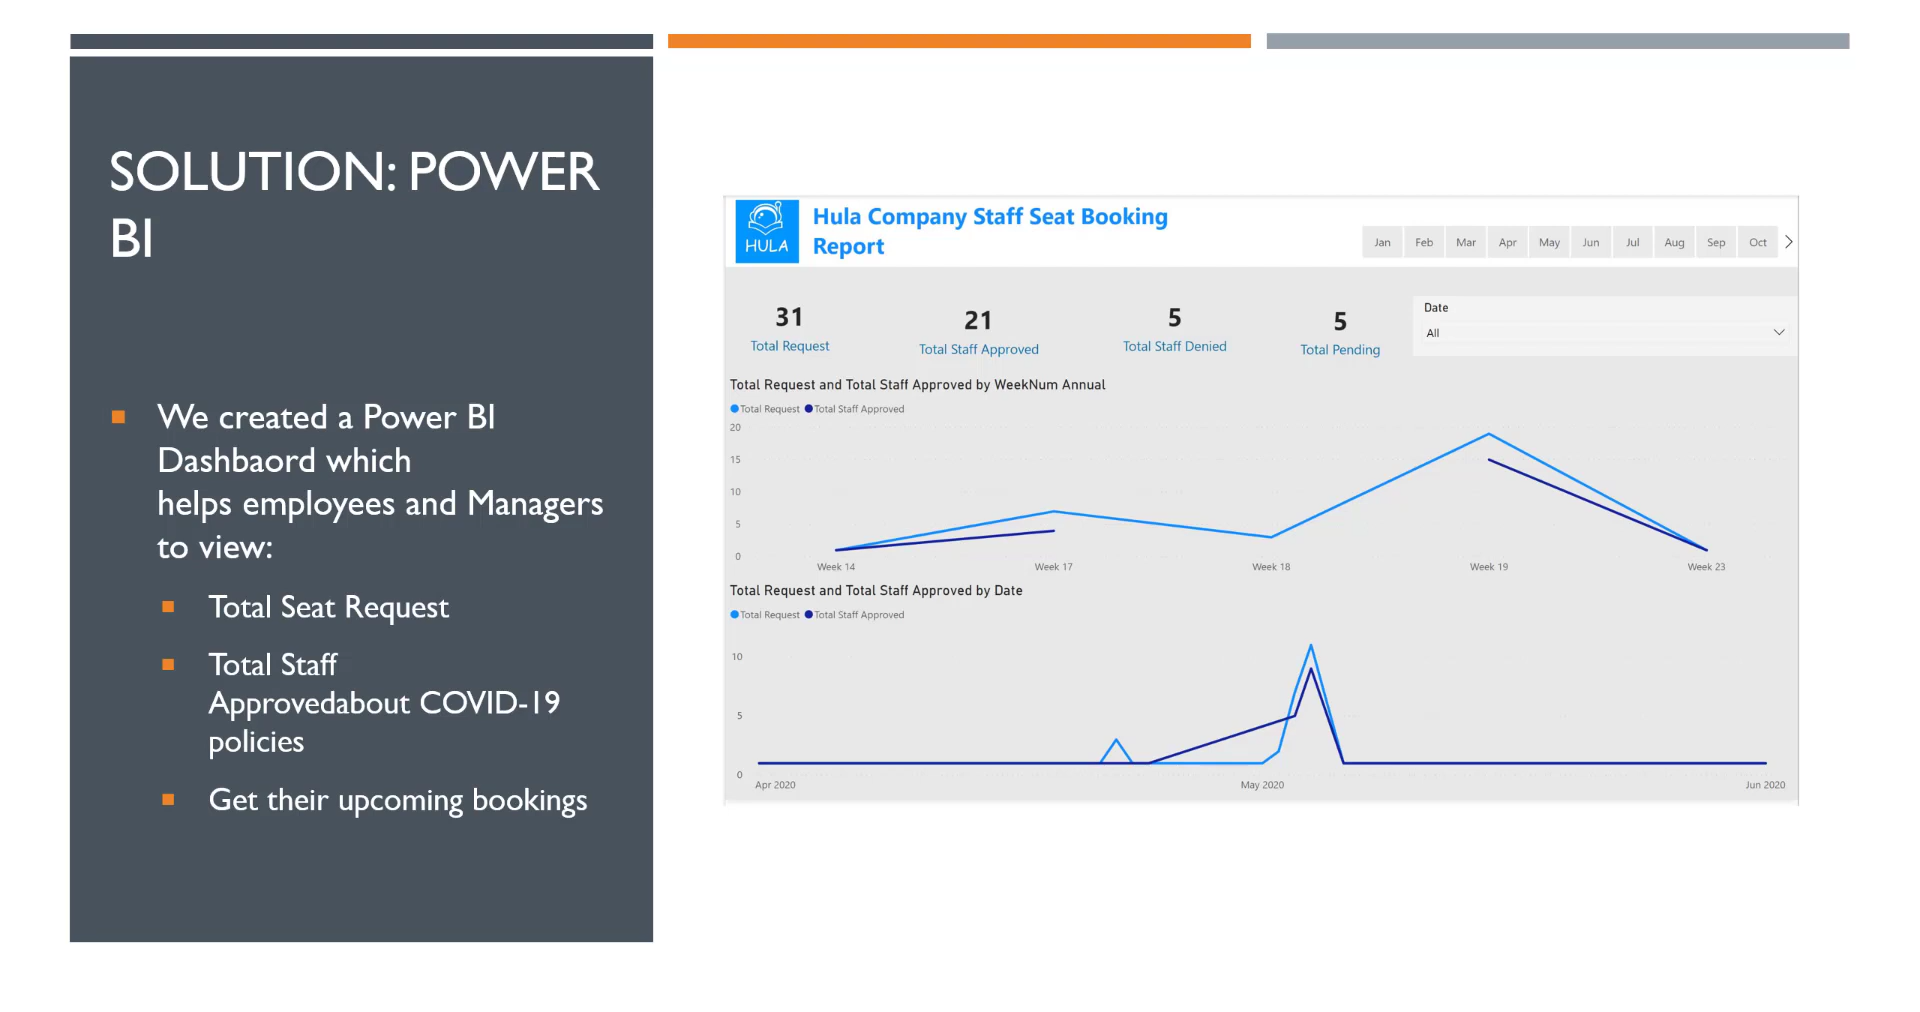 SOLUTION: POWER
BI
We created a Power BI
Dashbaord which
helps employees and Managers
to view:
Total Seat Request
Total Staff
Approvedabout COVID-19
policies
Get their upcoming bookings
HULA
Hula Company Staff Seat Booking
Report
Jan Feb Mar Apr May Jun Jul Aug Sep Oct
31
Total Request
21
Total Staff Approved
5
Total Staff Denied
5
Total Pending
Date
All
Total Request and Total Staff Approved by WeekNum Annual
Total Request Total Staff Approved
20
15
10
5
0
Week 14 Week 17 Week 18 Week 19 Week 23
Total Request and Total Staff Approved by Date
Total Request Total Staff Approved
10
5
0
Apr 2020 May 2020 Jun 2020